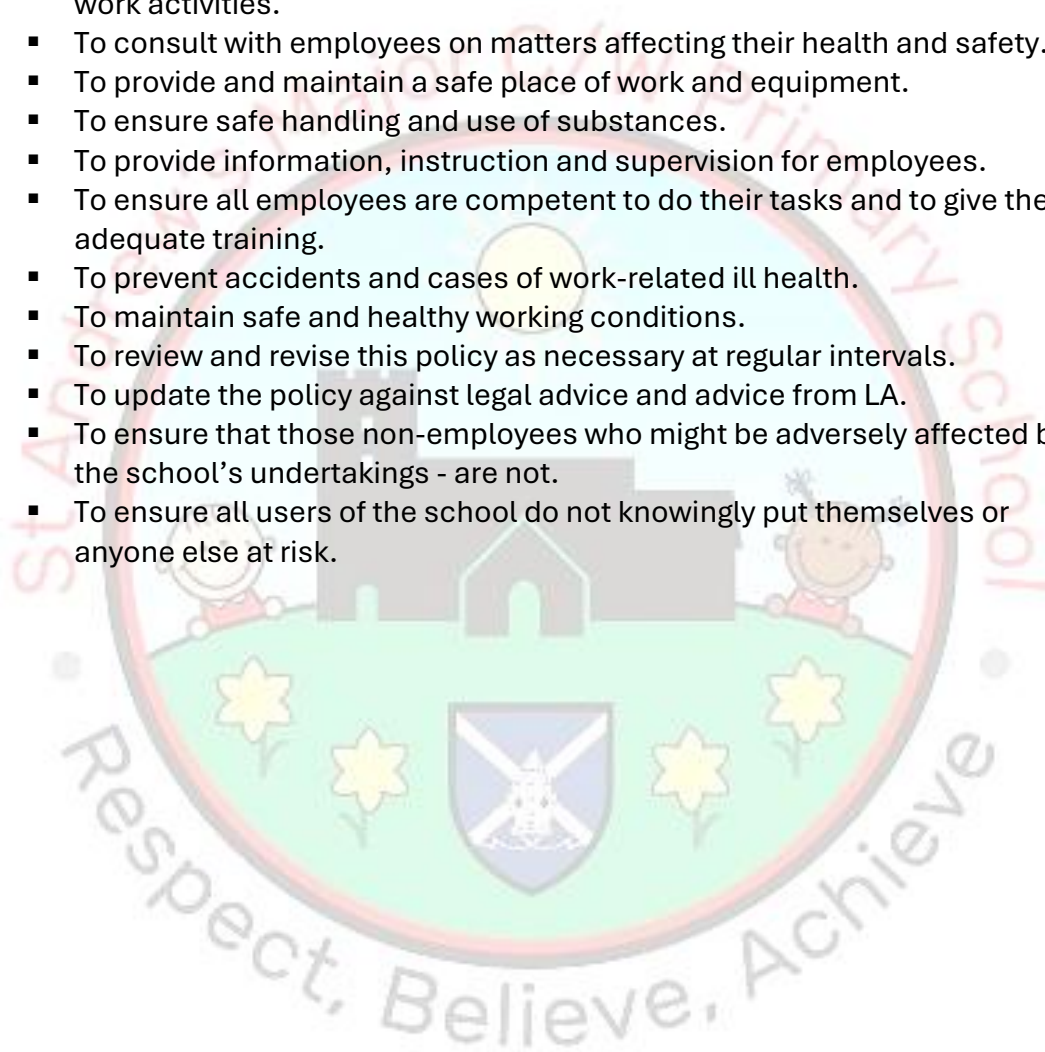 work activities.
▪ To consult with employees on matters affecting their health and safety.
▪ To provide and maintain a safe place of work and equipment.
▪ To ensure safe handling and use of substances.
▪ To provide information, instruction and supervision for employees.
▪ To ensure all employees are competent to do their tasks and to give
adequate training.
▪ To prevent accidents and cases of work-related ill health.
▪ To maintain safe and healthy working conditions.
▪ To review and revise this policy as necessary at regular intervals.
▪ To update the policy against legal advice and advice from LA.
▪ To ensure that those non-employees who might be adversely affected
the school’s undertakings - are not.
▪ To ensure all users of the school do not knowingly put themselves or
anyone else at risk.
St Andrew's Major C/W Primary School
Respect, Believe, Achieve